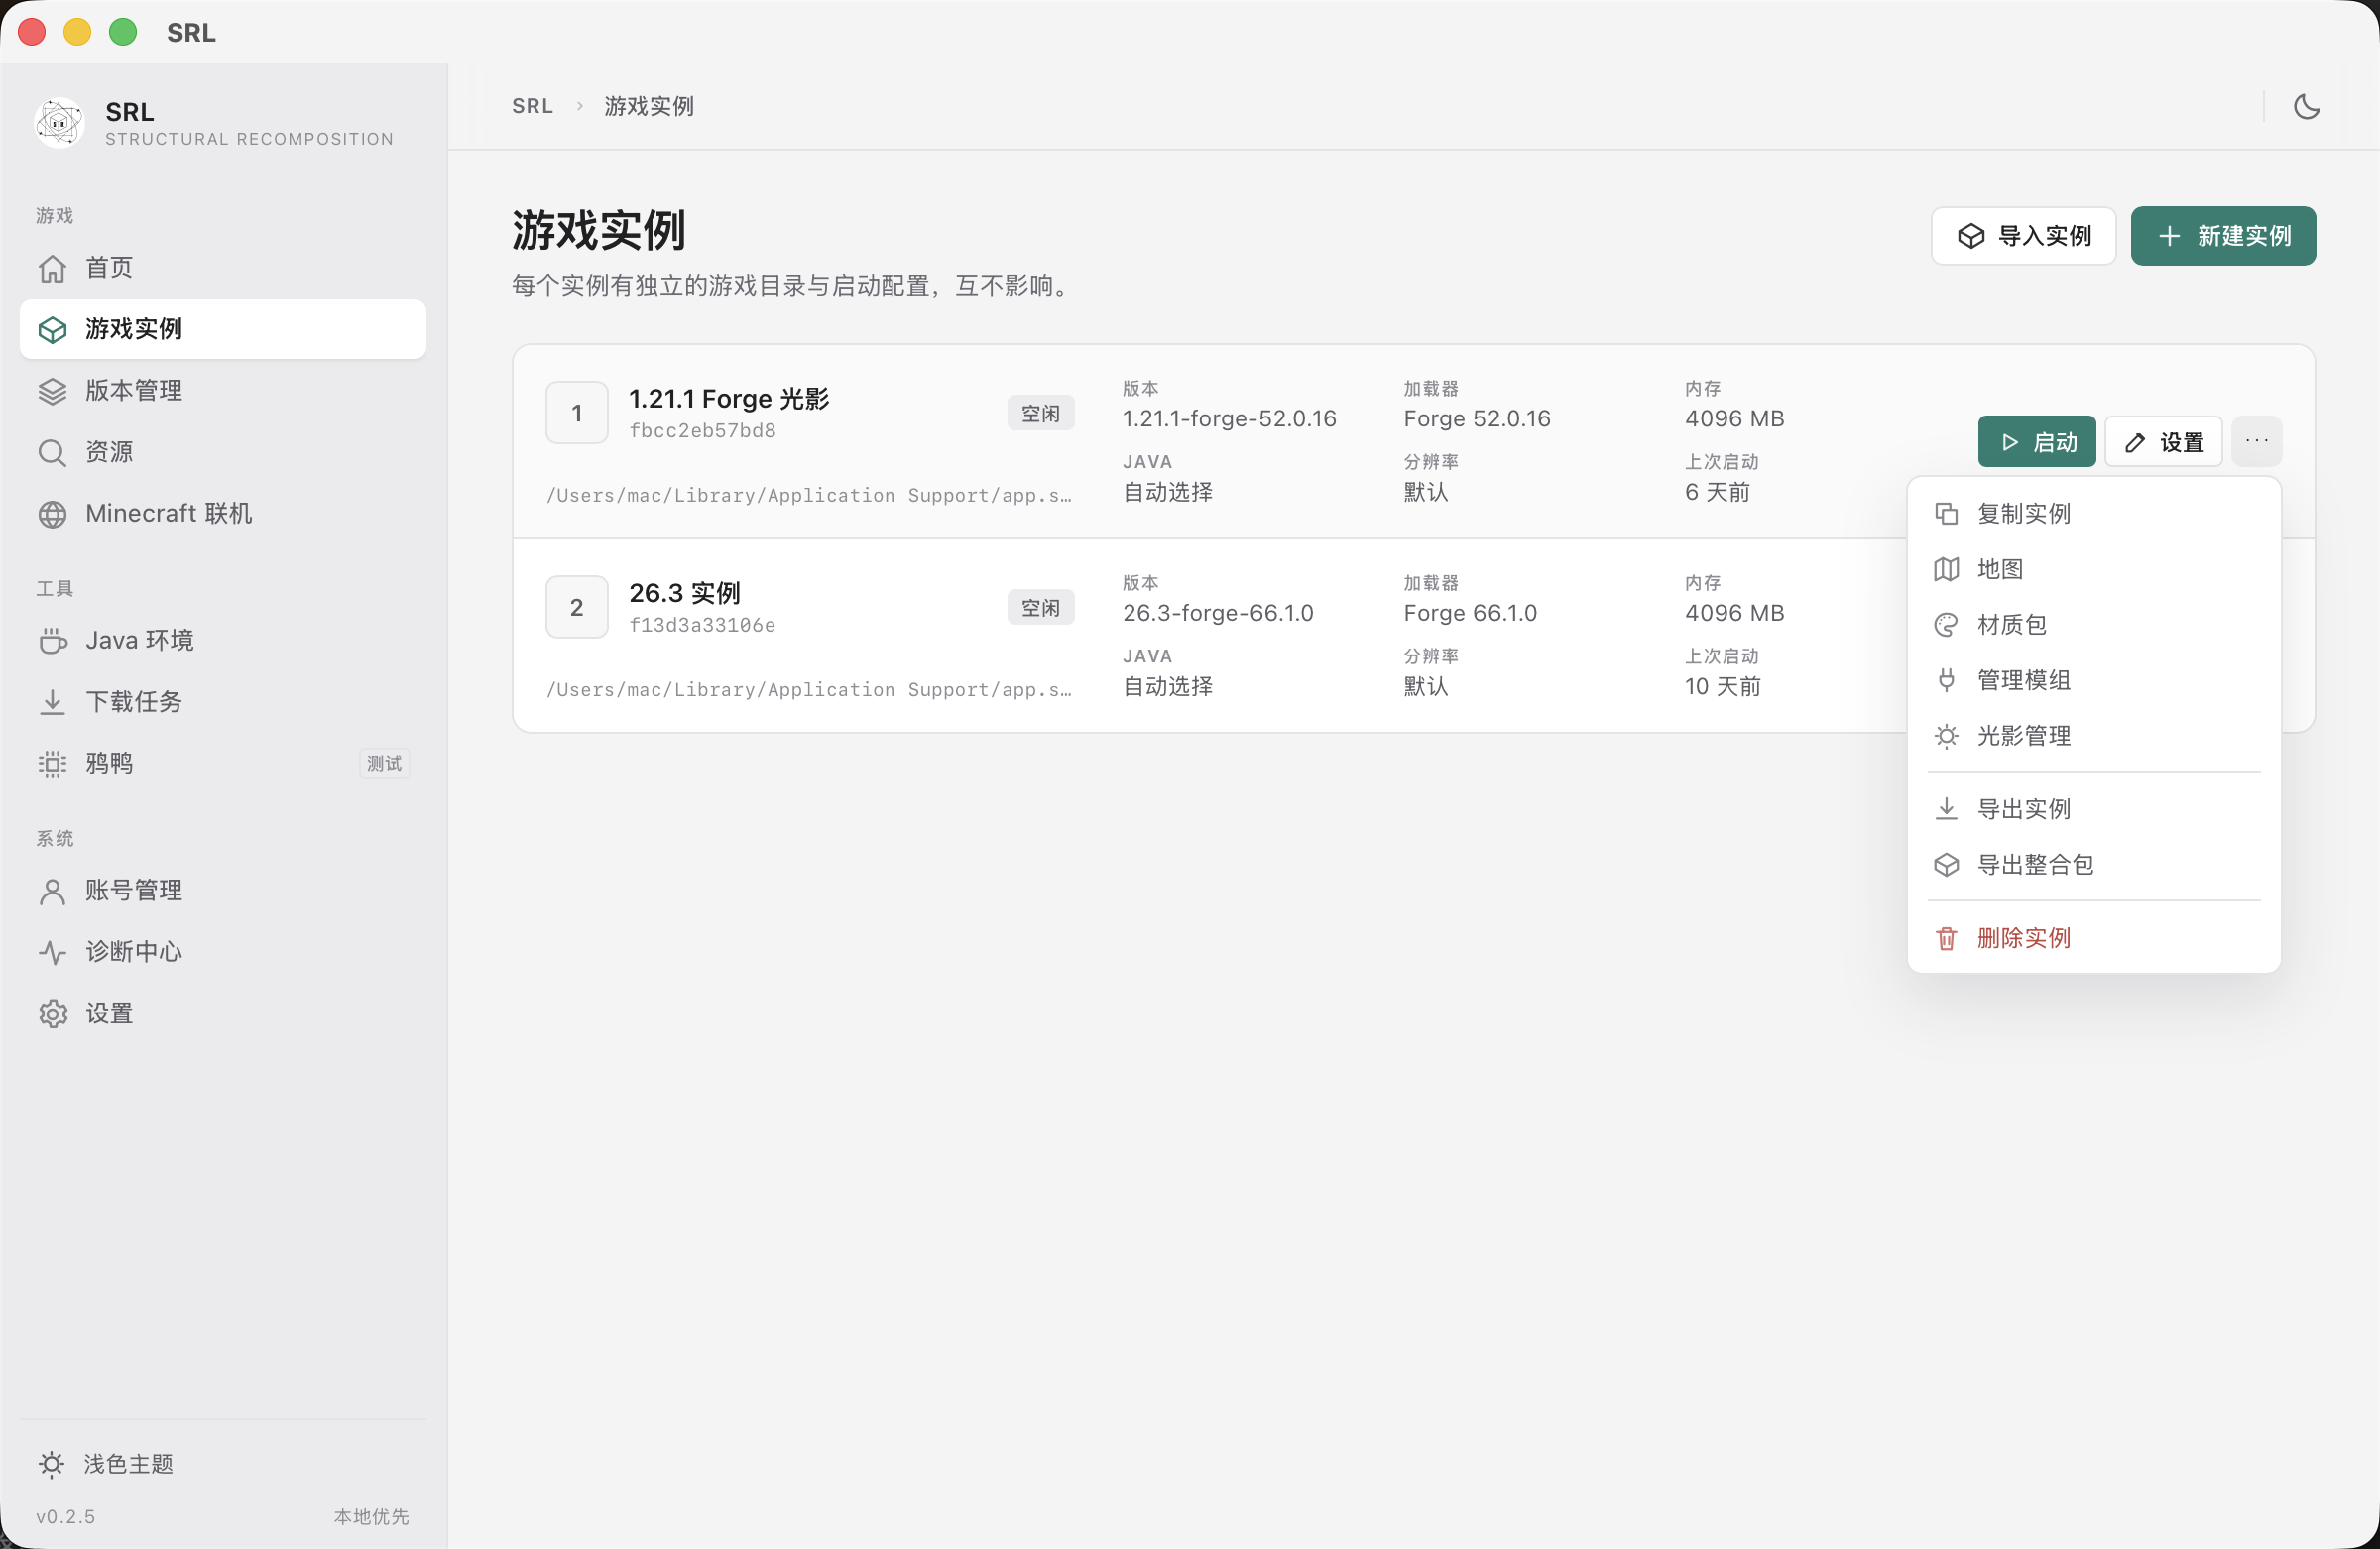 SRL
SRL
STRUCTURAL RECOMPOSITION
游戏
首页
游戏实例
版本管理
资源
Minecraft 联机
工具
Java 环境
下载任务
鸦鸭
测试
系统
账号管理
诊断中心
设置
浅色主题
v0.2.5
本地优先
SRL › 游戏实例
游戏实例
每个实例有独立的游戏目录与启动配置，互不影响。
导入实例
新建实例
1
1.21.1 Forge 光影
fbcc2eb57bd8
空闲
/Users/mac/Library/Application Support/app.s…
版本
1.21.1-forge-52.0.16
加载器
Forge 52.0.16
内存
4096 MB
JAVA
自动选择
分辨率
默认
上次启动
6 天前
启动
设置
···
2
26.3 实例
f13d3a33106e
空闲
/Users/mac/Library/Application Support/app.s…
版本
26.3-forge-66.1.0
加载器
Forge 66.1.0
内存
4096 MB
JAVA
自动选择
分辨率
默认
上次启动
10 天前
复制实例
地图
材质包
管理模组
光影管理
导出实例
导出整合包
删除实例